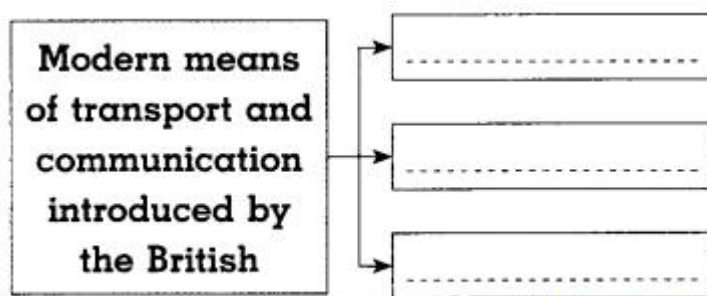 Modern means
of transport and
communication
introduced by
the British